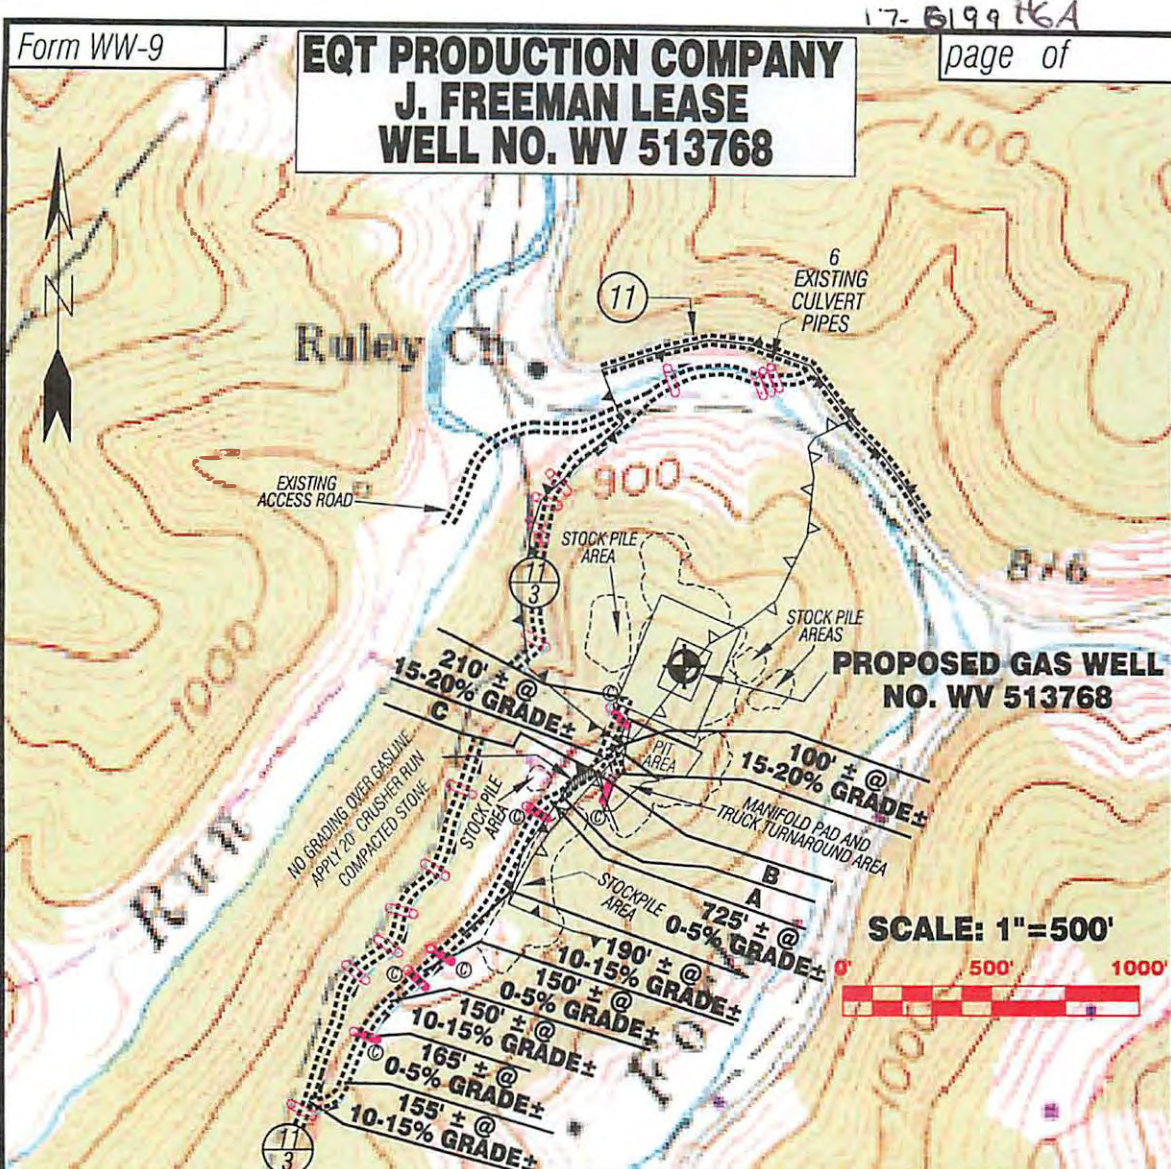 17-
Form WW-9
EQT PRODUCTION COMPANY
J. FREEMAN LEASE
WELL NO. WV 513768
page of
1100
N
6
EXISTING
CULVERT
PIPES
11
Ruley Ch
900
EXISTING
ACCESS ROAD
STOCK PILE
AREA
11
3
STOCK PILE
AREAS
1000
PROPOSED GAS WELL
NO. WV 513768
210' ± @
15-20% GRADE±
C
©
PIT
AREA
100' ± @
15-20% GRADE±
NO GRADING OVER GASLINE
APPLY 20' CRUSHER RUN
COMPACTED STONE
STOCK PILE
AREA
©
©
MANIFOLD PAD AND
TRUCK TURNAROUND AREA
B
A
Run
STOCKPILE
AREA
725' ± @
0-5% GRADE±
SCALE: 1"=500'
0' 500' 1000'
190' ± @
10-15% GRADE±
©
©
150' ± @
0-5% GRADE±
150' ± @
10-15% GRADE±
©
165' ± @
0-5% GRADE±
155' ± @
10-15% GRADE±
1000
11
3